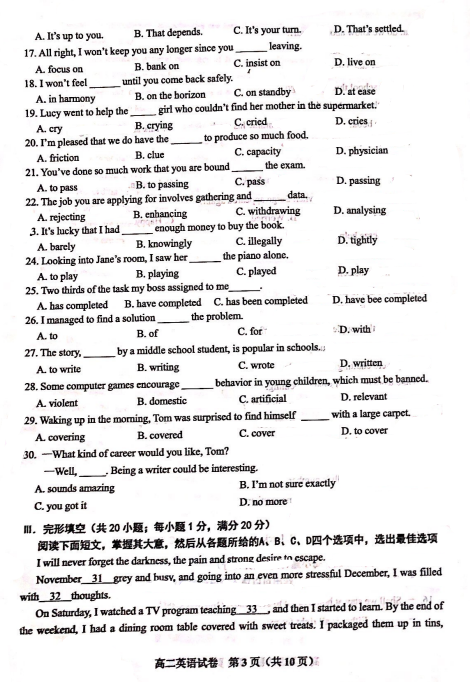 A. It's up to you. B. That depends. C. It's your turn. D. That's settled.
17. All right, I won't keep you any longer since you ______ leaving.
A. focus on B. bank on C. insist on D. live on
18. I won't feel ______ until you come back safely.
A. in harmony B. on the horizon C. on standby D. at ease
19. Lucy went to help the ______ girl who couldn't find her mother in the supermarket.
A. cry B. crying C. cried D. cries
20. I'm pleased that we do have the ______ to produce so much food.
A. friction B. clue C. capacity D. physician
21. You've done so much work that you are bound ______ the exam.
A. to pass B. to passing C. pass D. passing
22. The job you are applying for involves gathering and ______ data.
A. rejecting B. enhancing C. withdrawing D. analysing
3. It's lucky that I had ______ enough money to buy the book.
A. barely B. knowingly C. illegally D. tightly
24. Looking into Jane's room, I saw her ______ the piano alone.
A. to play B. playing C. played D. play
25. Two thirds of the task my boss assigned to me______.
A. has completed B. have completed C. has been completed D. have bee completed
26. I managed to find a solution ______ the problem.
A. to B. of C. for D. with
27. The story, ______ by a middle school student, is popular in schools.
A. to write B. writing C. wrote D. written
28. Some computer games encourage ______ behavior in young children, which must be banned.
A. violent B. domestic C. artificial D. relevant
29. Waking up in the morning, Tom was surprised to find himself ______ with a large carpet.
A. covering B. covered C. cover D. to cover
30. —What kind of career would you like, Tom?
—Well, ______. Being a writer could be interesting.
A. sounds amazing B. I'm not sure exactly
C. you got it D. no more
III. 完形填空（共 20 小题；每小题 1 分，满分 20 分）
阅读下面短文，掌握其大意，然后从各题所给的A、B、C、D四个选项中，选出最佳选项
I will never forget the darkness, the pain and strong desire to escape.
November 31 grey and busy, and going into an even more stressful December, I was filled
with 32 thoughts.
On Saturday, I watched a TV program teaching 33 , and then I started to learn. By the end of
the weekend, I had a dining room table covered with sweet treats. I packaged them up in tins,
高二英语试卷 第 3 页（共 10 页）